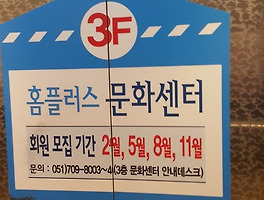 3F
홈플러스 문화센터
회원 모집 기간 2월, 5월, 8월, 11월
문의 : 051)709-8003~4(3층 문화센터 안내데스크)